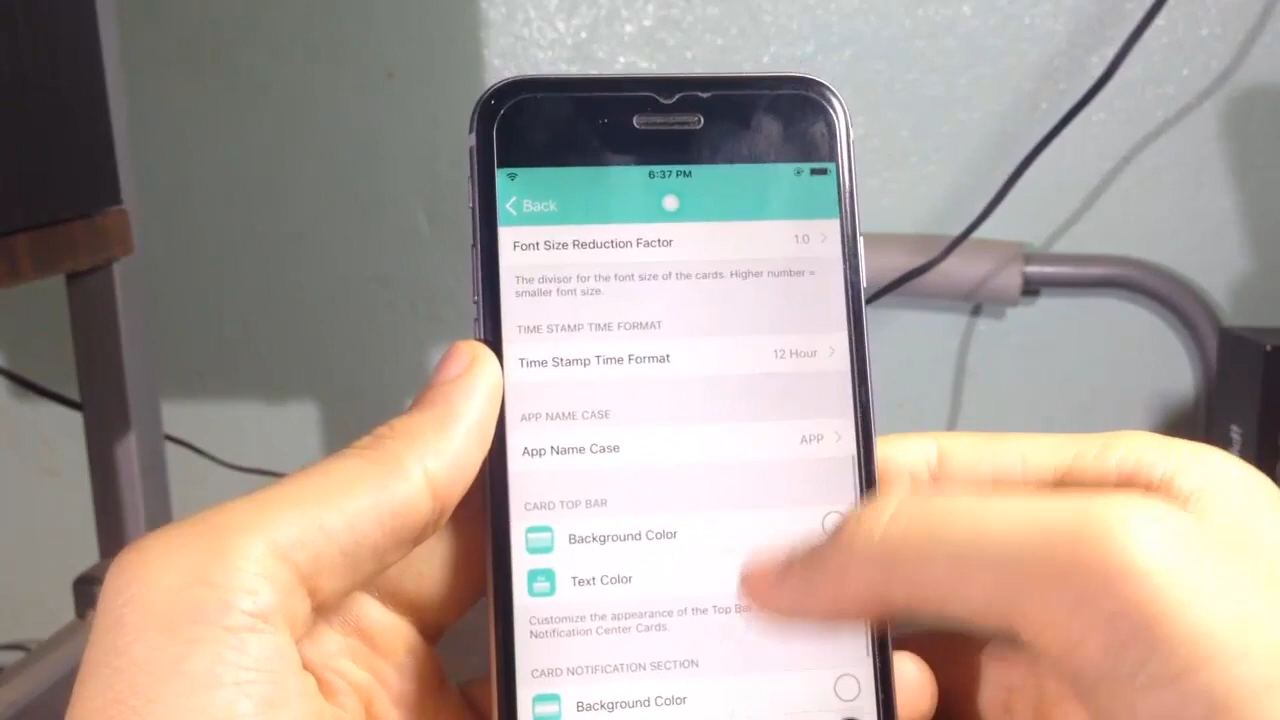 6:37 PM
Back
Font Size Reduction Factor 1.0
The divisor for the font size of the cards. Higher number =
smaller font size.
TIME STAMP TIME FORMAT
Time Stamp Time Format 12 Hour
APP NAME CASE
App Name Case APP
CARD TOP BAR
Background Color
Text Color
Customize the appearance of the Top
Notification Center Cards.
CARD NOTIFICATION SECTION
Background Color